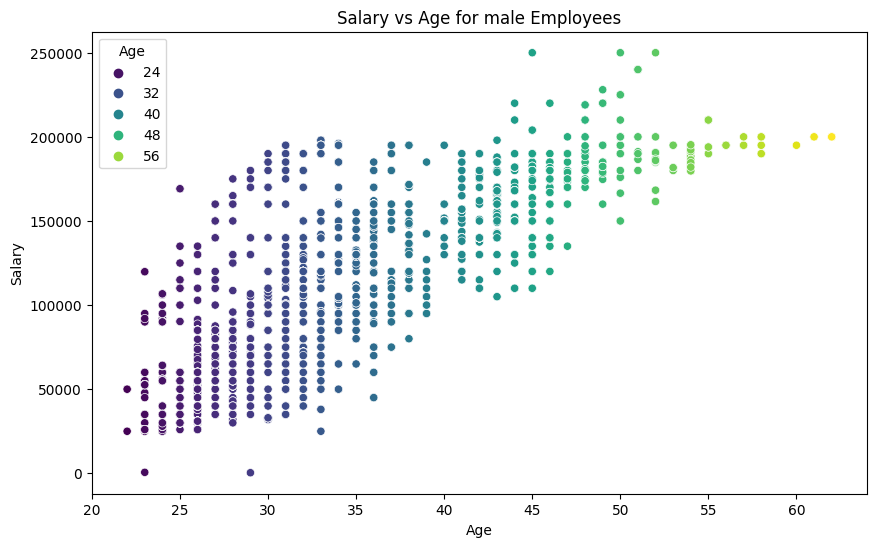 Salary vs Age for male Employees
Salary
250000
200000
150000
100000
50000
0
Age
24
32
40
48
56
20 25 30 35 40 45 50 55 60
Age